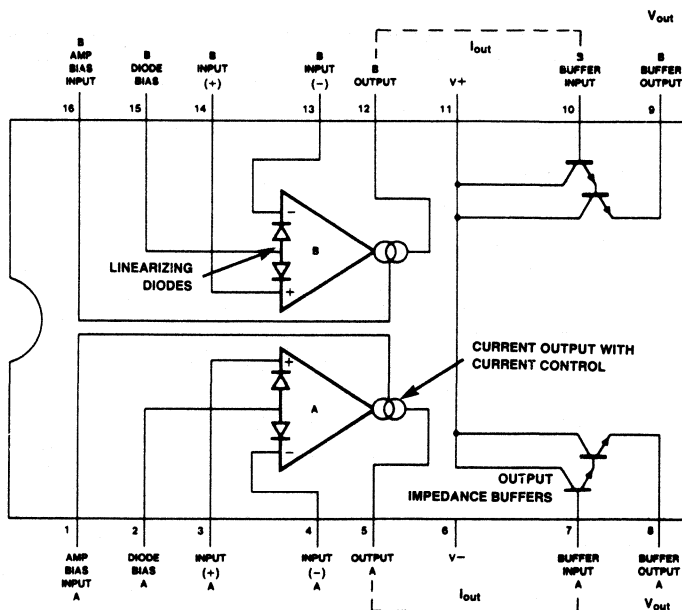 Vout
Iout
B
AMP
BIAS
INPUT
B
DIODE
BIAS
B
INPUT
(+)
B
INPUT
(-)
B
OUTPUT
V+
3
BUFFER
INPUT
B
BUFFER
OUTPUT
16
15
14
13
12
11
10
9
-
B
+
LINEARIZING
DIODES
CURRENT OUTPUT WITH
CURRENT CONTROL
+
A
-
OUTPUT
IMPEDANCE BUFFERS
1
2
3
4
5
6
7
8
AMP
BIAS
INPUT
A
DIODE
BIAS
A
INPUT
(+)
A
INPUT
(-)
A
OUTPUT
A
V-
BUFFER
INPUT
A
BUFFER
OUTPUT
A
Iout
Vout